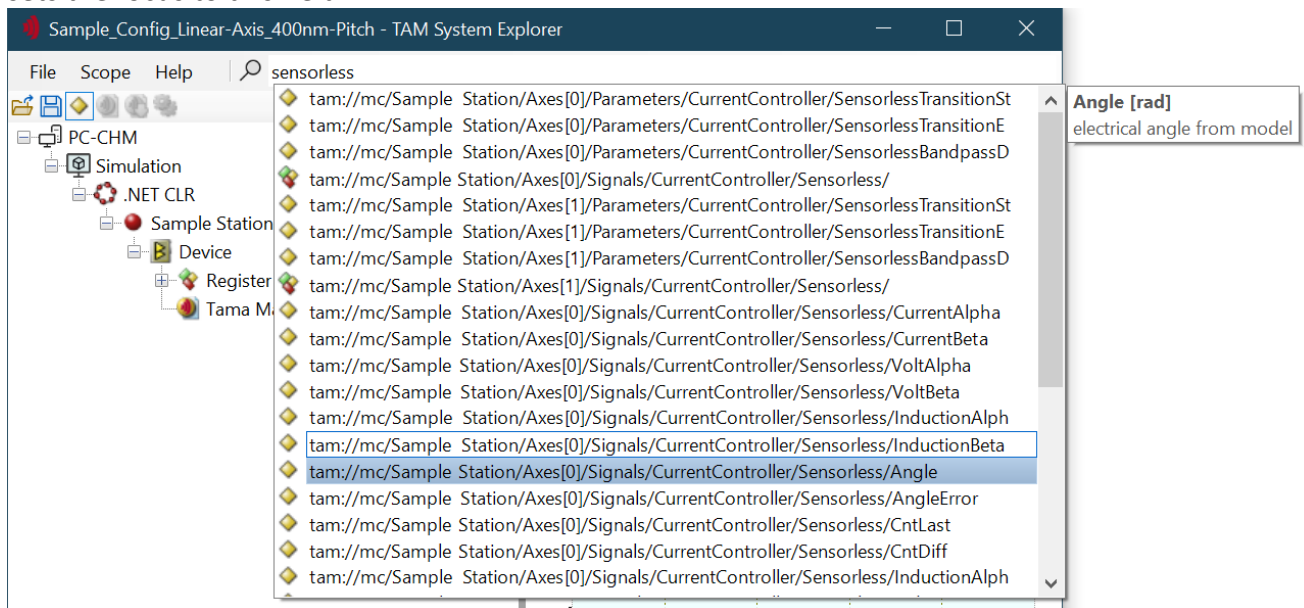 Sample_Config_Linear-Axis_400nm-Pitch - TAM System Explorer
File Scope Help sensorless
PC-CHM
Simulation
.NET CLR
Sample Station
Device
Register
Tama Ma
tam://mc/Sample Station/Axes[0]/Parameters/CurrentController/SensorlessTransitionSt
tam://mc/Sample Station/Axes[0]/Parameters/CurrentController/SensorlessTransitionE
tam://mc/Sample Station/Axes[0]/Parameters/CurrentController/SensorlessBandpassD
tam://mc/Sample Station/Axes[0]/Signals/CurrentController/Sensorless/
tam://mc/Sample Station/Axes[1]/Parameters/CurrentController/SensorlessTransitionSt
tam://mc/Sample Station/Axes[1]/Parameters/CurrentController/SensorlessTransitionE
tam://mc/Sample Station/Axes[1]/Parameters/CurrentController/SensorlessBandpassD
tam://mc/Sample Station/Axes[1]/Signals/CurrentController/Sensorless/
tam://mc/Sample Station/Axes[0]/Signals/CurrentController/Sensorless/CurrentAlpha
tam://mc/Sample Station/Axes[0]/Signals/CurrentController/Sensorless/CurrentBeta
tam://mc/Sample Station/Axes[0]/Signals/CurrentController/Sensorless/VoltAlpha
tam://mc/Sample Station/Axes[0]/Signals/CurrentController/Sensorless/VoltBeta
tam://mc/Sample Station/Axes[0]/Signals/CurrentController/Sensorless/InductionAlph
tam://mc/Sample Station/Axes[0]/Signals/CurrentController/Sensorless/InductionBeta
tam://mc/Sample Station/Axes[0]/Signals/CurrentController/Sensorless/Angle
tam://mc/Sample Station/Axes[0]/Signals/CurrentController/Sensorless/AngleError
tam://mc/Sample Station/Axes[0]/Signals/CurrentController/Sensorless/CntLast
tam://mc/Sample Station/Axes[0]/Signals/CurrentController/Sensorless/CntDiff
tam://mc/Sample Station/Axes[0]/Signals/CurrentController/Sensorless/InductionAlph
Angle [rad]
electrical angle from model